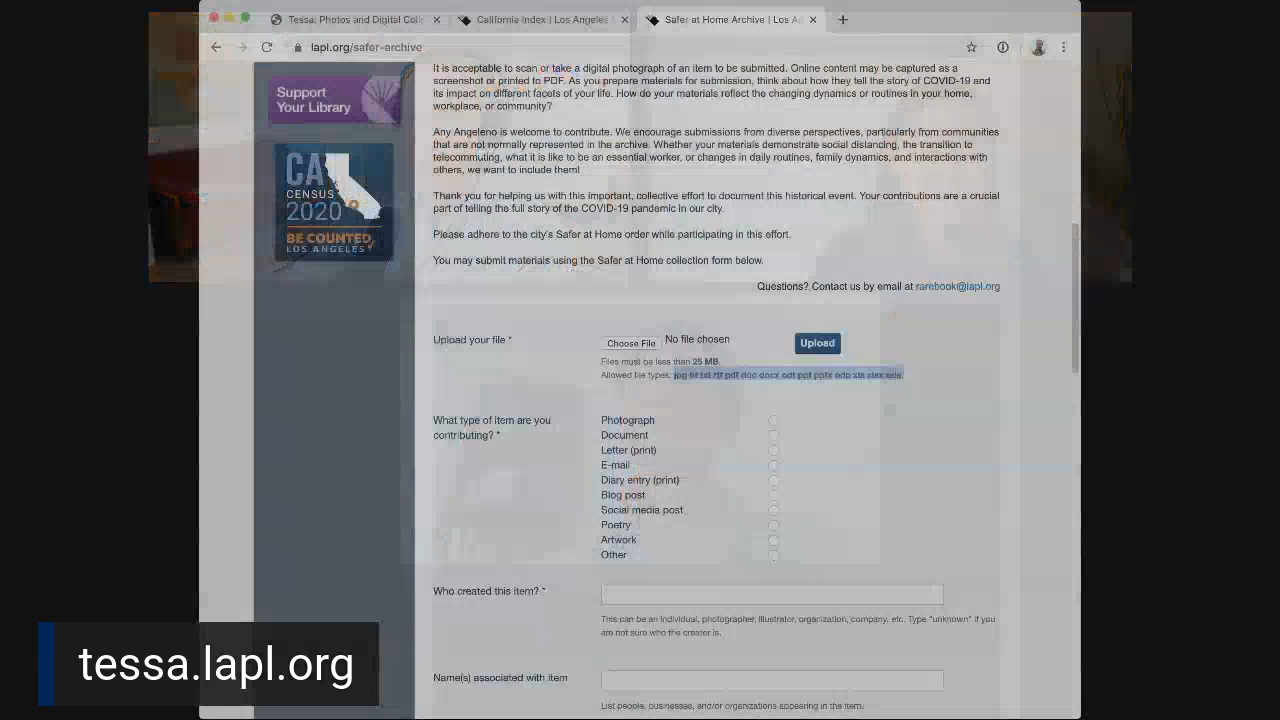 Tessa: Photos and Digital Colle
California Index | Los Angeles
Safer at Home Archive | Los A
lapl.org/safer-archive
It is acceptable to scan or take a digital photograph of an item to be submitted. Online content may be captured as a
screenshot or printed to PDF. As you prepare materials for submission, think about how they tell the story of COVID-19 and
its impact on different facets of your life. How do your materials reflect the changing dynamics or routines in your home,
workplace, or community?
Support
Your Library
Any Angeleno is welcome to contribute. We encourage submissions from diverse perspectives, particularly from communities
that are not normally represented in the archive. Whether your materials demonstrate social distancing, the transition to
telecommuting, what it is like to be an essential worker, or changes in daily routines, family dynamics, and interactions with
others, we want to include them!
CA
CENSUS
2020
BE COUNTED,
LOS ANGELES
Thank you for helping us with this important, collective effort to document this historical event. Your contributions are a crucial
part of telling the full story of the COVID-19 pandemic in our city.
Please adhere to the city's Safer at Home order while participating in this effort.
You may submit materials using the Safer at Home collection form below.
Questions? Contact us by email at rarebook@lapl.org
Upload your file *
Choose File No file chosen
Upload
Files must be less than 25 MB.
Allowed file types: jpg tif txt rtf pdf doc docx odt ppt pptx odp xls xlsx ods.
What type of item are you
contributing? *
Photograph
Document
Letter (print)
E-mail
Diary entry (print)
Blog post
Social media post
Poetry
Artwork
Other
Who created this item? *
This can be an individual, photographer, illustrator, organization, company, etc. Type "unknown" if you
are not sure who the creator is.
Name(s) associated with item
List people, businesses, and/or organizations appearing in the item.
tessa.lapl.org